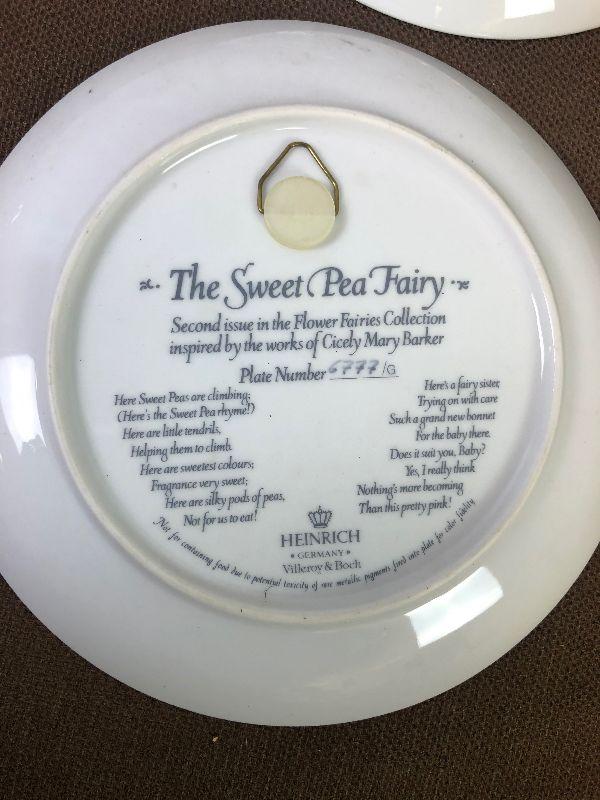 The Sweet Pea Fairy
Second issue in the Flower Fairies Collection
inspired by the works of Cicely Mary Barker
Plate Number 6777/G
Here Sweet Peas are climbing;
(Here's the Sweet Pea rhyme!)
Here are little tendrils,
Helping them to climb.
Here are sweetest colours;
Fragrance very sweet;
Here are silky pods of peas,
Not for us to eat!
Here's a fairy sister,
Trying on with care
Such a grand new bonnet
For the baby there.
Does it suit you, Baby?
Yes, I really think
Nothing's more becoming
Than this pretty pink!
HEINRICH
• GERMANY •
Villeroy & Boch
Not for containing food due to potential toxicity of rare metallic pigments fired onto plate for color fidelity